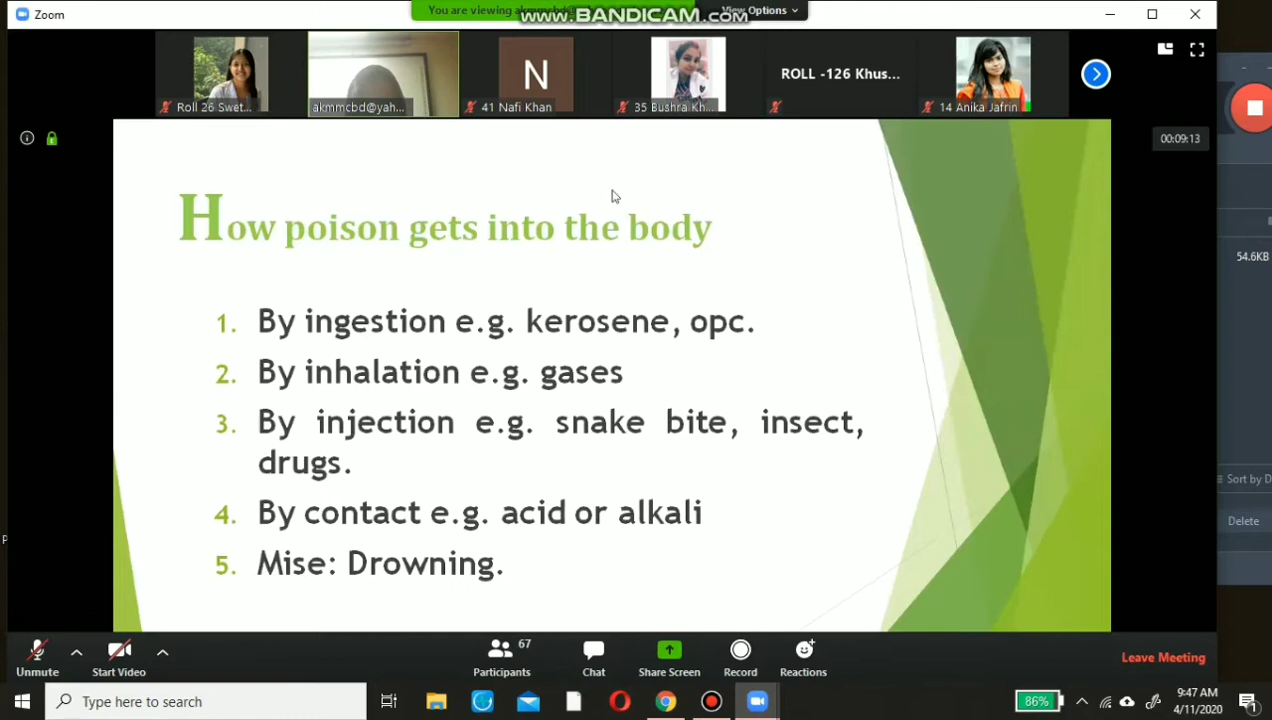 Zoom
You are viewing akmmcbd@
View Options
www.BANDICAM.com
Roll 26 Swet...
akmmcbd@yah...
N
41 Nafi Khan
35 Bushra Kh...
ROLL -126 Khus...
14 Anika Jafrin
00:09:13
How poison gets into the body
1. By ingestion e.g. kerosene, opc.
2. By inhalation e.g. gases
3. By injection e.g. snake bite, insect,
drugs.
4. By contact e.g. acid or alkali
5. Mise: Drowning.
54.6KB
Sort by D
Delete
Unmute
Start Video
67
Participants
Chat
Share Screen
Record
Reactions
Leave Meeting
Type here to search
86%
9:47 AM
4/11/2020
1